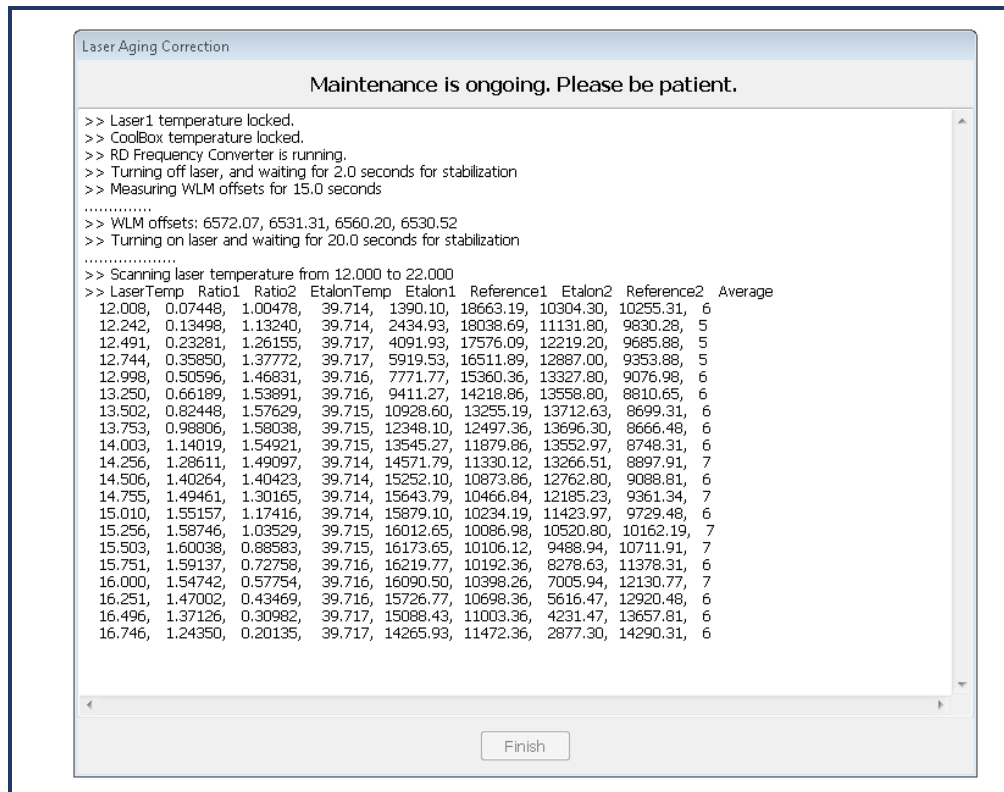 Laser Aging Correction
Maintenance is ongoing. Please be patient.
>> Laser1 temperature locked.
>> CoolBox temperature locked.
>> RD Frequency Converter is running.
>> Turning off laser, and waiting for 2.0 seconds for stabilization
>> Measuring WLM offsets for 15.0 seconds
..............
>> WLM offsets: 6572.07, 6531.31, 6560.20, 6530.52
>> Turning on laser and waiting for 20.0 seconds for stabilization
...................
>> Scanning laser temperature from 12.000 to 22.000
>> LaserTemp Ratio1 Ratio2 EtalonTemp Etalon1 Reference1 Etalon2 Reference2 Average
12.008, 0.07448, 1.00478, 39.714, 1390.10, 18663.19, 10304.30, 10255.31, 6
12.242, 0.13498, 1.13240, 39.714, 2434.93, 18038.69, 11131.80, 9830.28, 5
12.491, 0.23281, 1.26155, 39.717, 4091.93, 17576.09, 12219.20, 9685.88, 5
12.744, 0.35850, 1.37772, 39.717, 5919.53, 16511.89, 12887.00, 9353.88, 5
12.998, 0.50596, 1.46831, 39.716, 7771.77, 15360.36, 13327.80, 9076.98, 6
13.250, 0.66189, 1.53891, 39.716, 9411.27, 14218.86, 13558.80, 8810.65, 6
13.502, 0.82448, 1.57629, 39.715, 10928.60, 13255.19, 13712.63, 8699.31, 6
13.753, 0.98806, 1.58038, 39.715, 12348.10, 12497.36, 13696.30, 8666.48, 6
14.003, 1.14019, 1.54921, 39.715, 13545.27, 11879.86, 13552.97, 8748.31, 6
14.256, 1.28611, 1.49097, 39.714, 14571.79, 11330.12, 13266.51, 8897.91, 7
14.506, 1.40264, 1.40423, 39.714, 15252.10, 10873.86, 12762.80, 9088.81, 6
14.755, 1.49461, 1.30165, 39.714, 15643.79, 10466.84, 12185.23, 9361.34, 7
15.010, 1.55157, 1.17416, 39.714, 15879.10, 10234.19, 11423.97, 9729.48, 6
15.256, 1.58746, 1.03529, 39.715, 16012.65, 10086.98, 10520.80, 10162.19, 7
15.503, 1.60038, 0.88583, 39.715, 16173.65, 10106.12, 9488.94, 10711.91, 7
15.751, 1.59137, 0.72758, 39.716, 16219.77, 10192.36, 8278.63, 11378.31, 6
16.000, 1.54742, 0.57754, 39.716, 16090.50, 10398.26, 7005.94, 12130.77, 7
16.251, 1.47002, 0.43469, 39.716, 15726.77, 10698.36, 5616.47, 12920.48, 6
16.496, 1.37126, 0.30982, 39.717, 15088.43, 11003.36, 4231.47, 13657.81, 6
16.746, 1.24350, 0.20135, 39.717, 14265.93, 11472.36, 2877.30, 14290.31, 6
Finish